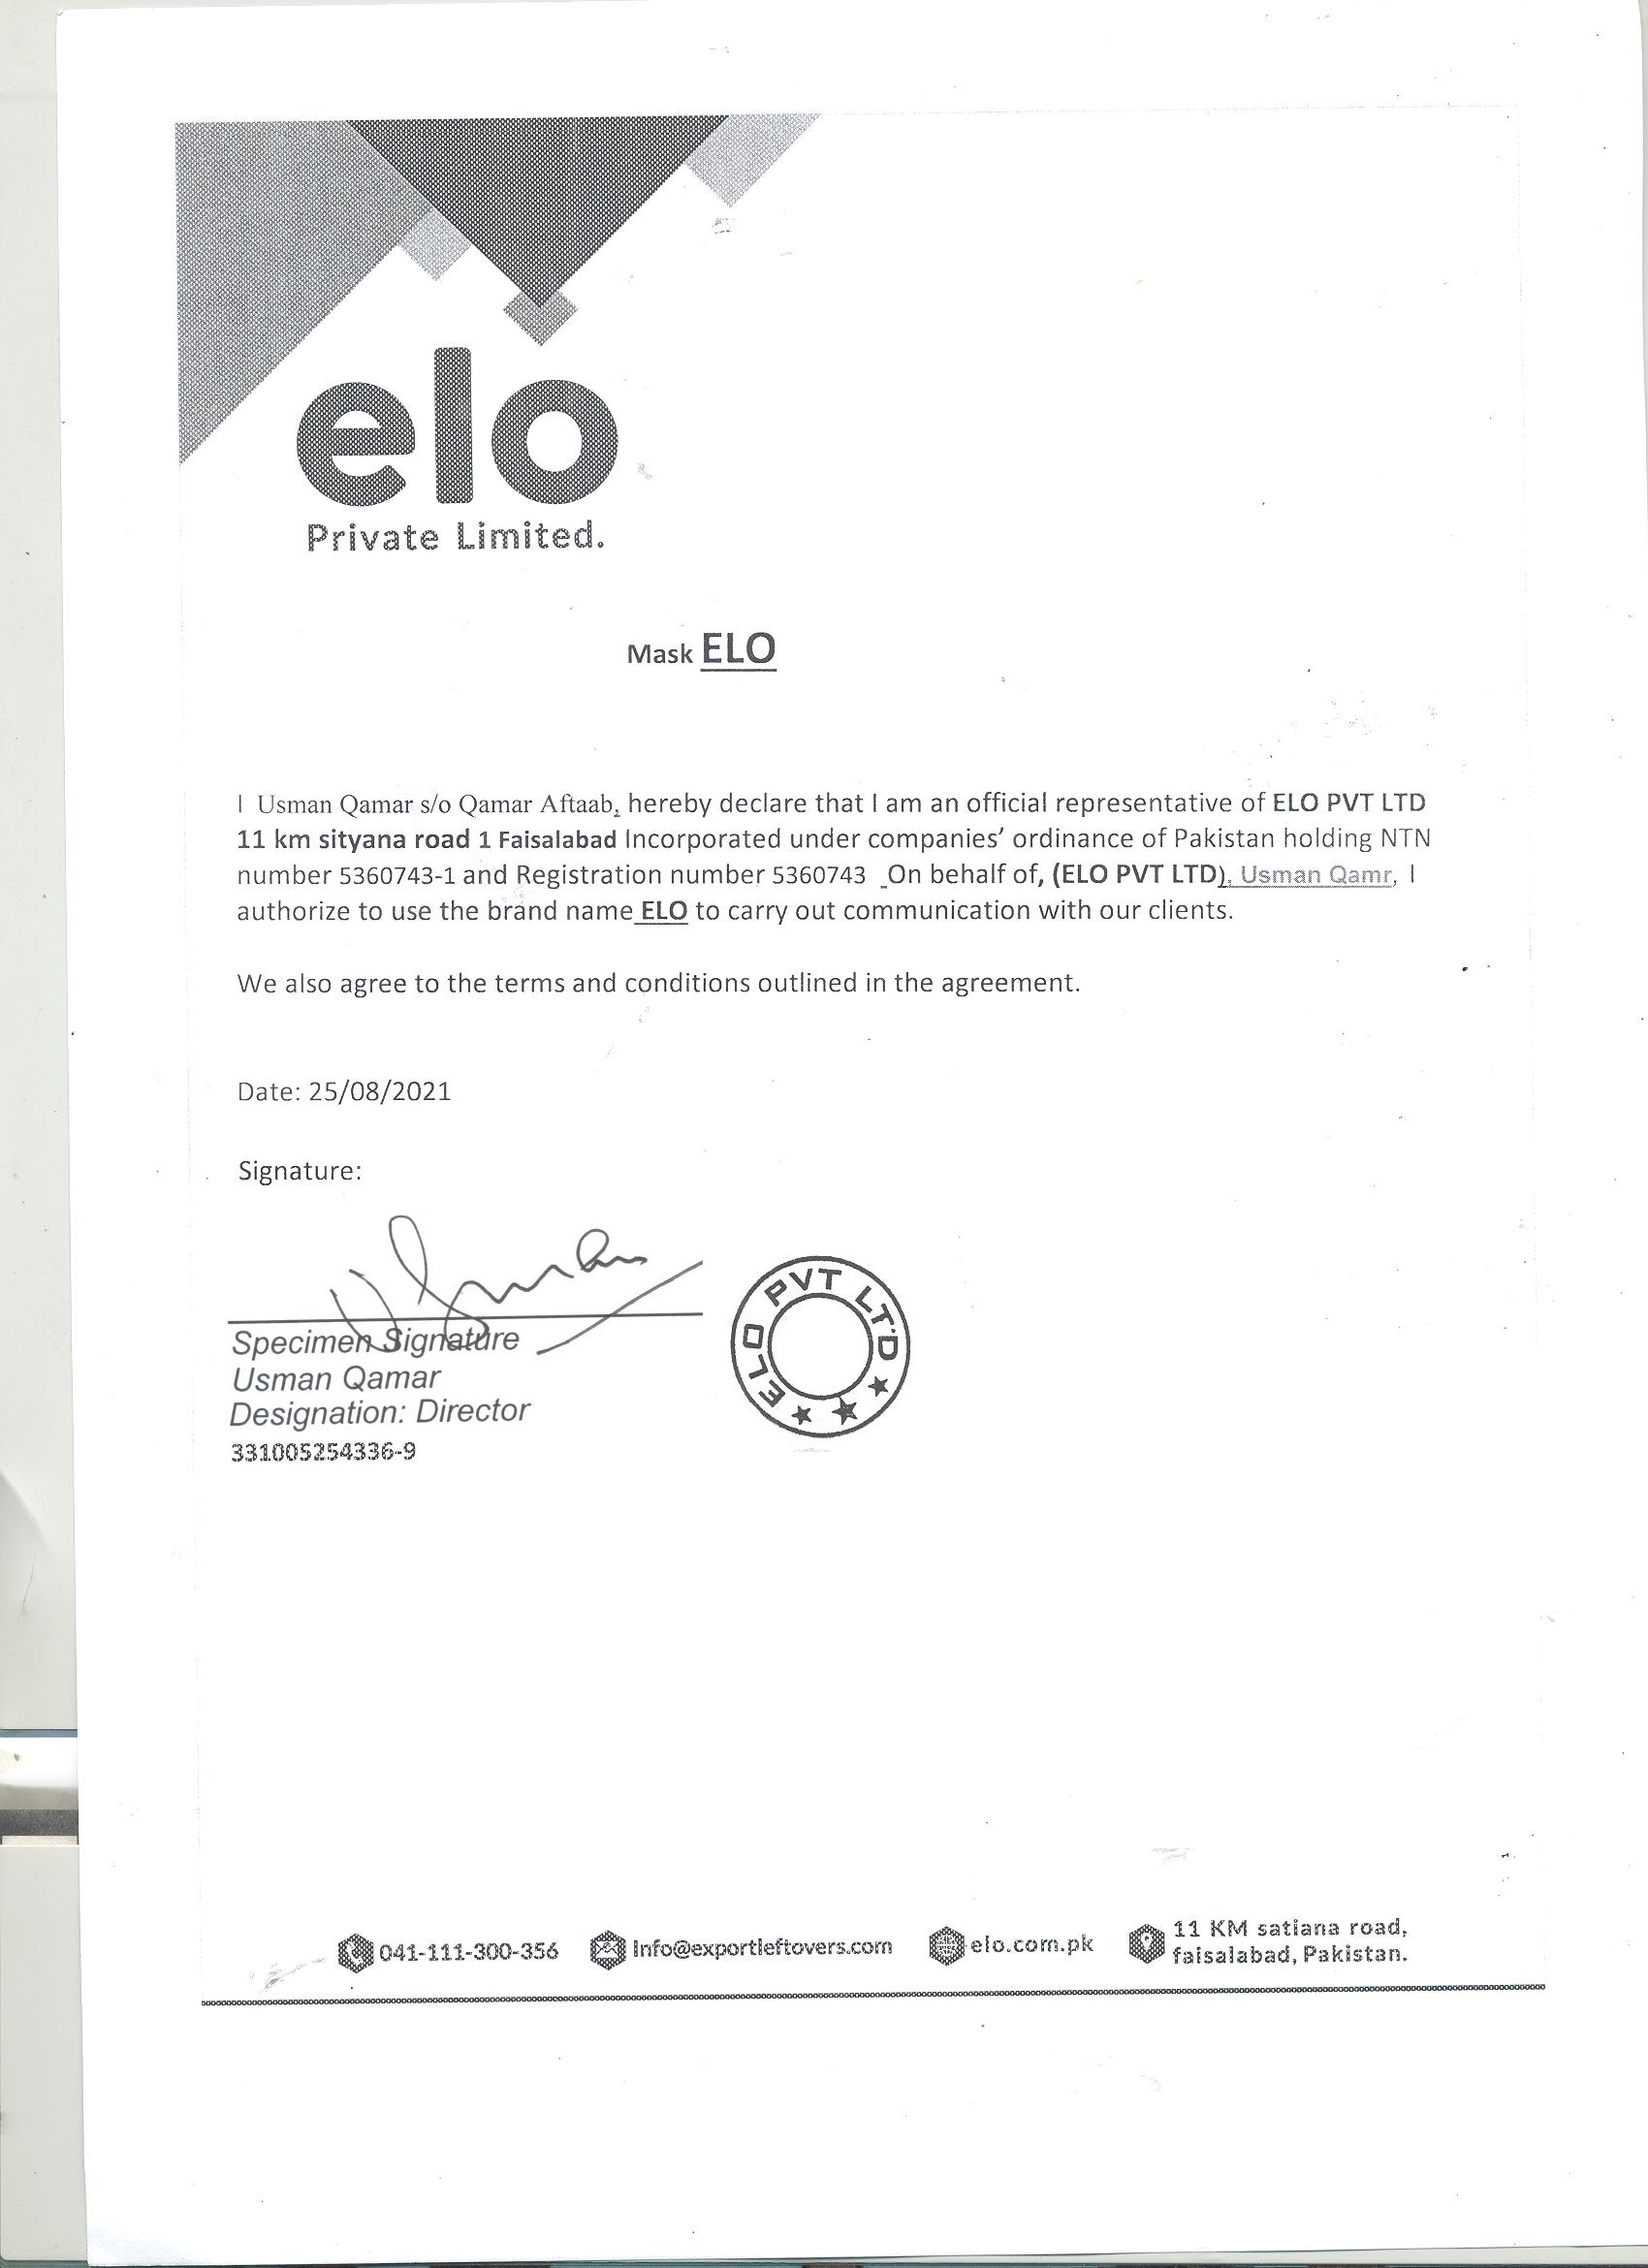 elo
Private Limited.
Mask ELO
I Usman Qamar s/o Qamar Aftaab, hereby declare that I am an official representative of ELO PVT LTD
11 km sityana road 1 Faisalabad Incorporated under companies’ ordinance of Pakistan holding NTN
number 5360743-1 and Registration number 5360743 _On behalf of, (ELO PVT LTD), Usman Qamr, I
authorize to use the brand name ELO to carry out communication with our clients.
We also agree to the terms and conditions outlined in the agreement.
Date: 25/08/2021
Signature:
Usman
Specimen Signature
Usman Qamar
Designation: Director
331005254336-9
ELO PVT LT'D
041-111-300-356
Info@exportleftovers.com
elo.com.pk
11 KM satiana road,
faisalabad, Pakistan.